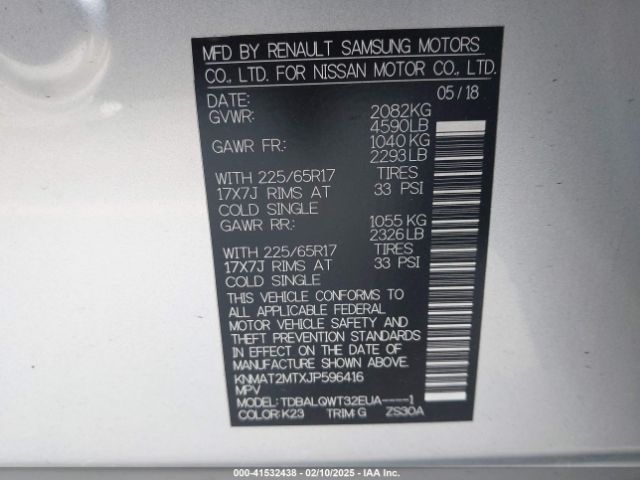 MFD BY RENAULT SAMSUNG MOTORS
CO., LTD. FOR NISSAN MOTOR CO., LTD.
DATE: 05 / 18
GVWR: 2082KG
4590LB
GAWR FR: 1040 KG
2293LB
WITH 225/65R17 TIRES
17X7J RIMS AT 33 PSI
COLD SINGLE
GAWR RR: 1055 KG
2326LB
WITH 225/65R17 TIRES
17X7J RIMS AT 33 PSI
COLD SINGLE
THIS VEHICLE CONFORMS TO
ALL APPLICABLE FEDERAL
MOTOR VEHICLE SAFETY AND
THEFT PREVENTION STANDARDS
IN EFFECT ON THE DATE OF
MANUFACTURE SHOWN ABOVE.
KNMAT2MTXJP596416
MPV
MODEL: TDBALQWT32EUA----1
COLOR: K23 TRIM: G ZS30A
000-41532438 - 02/10/2025 - IAA, Inc.